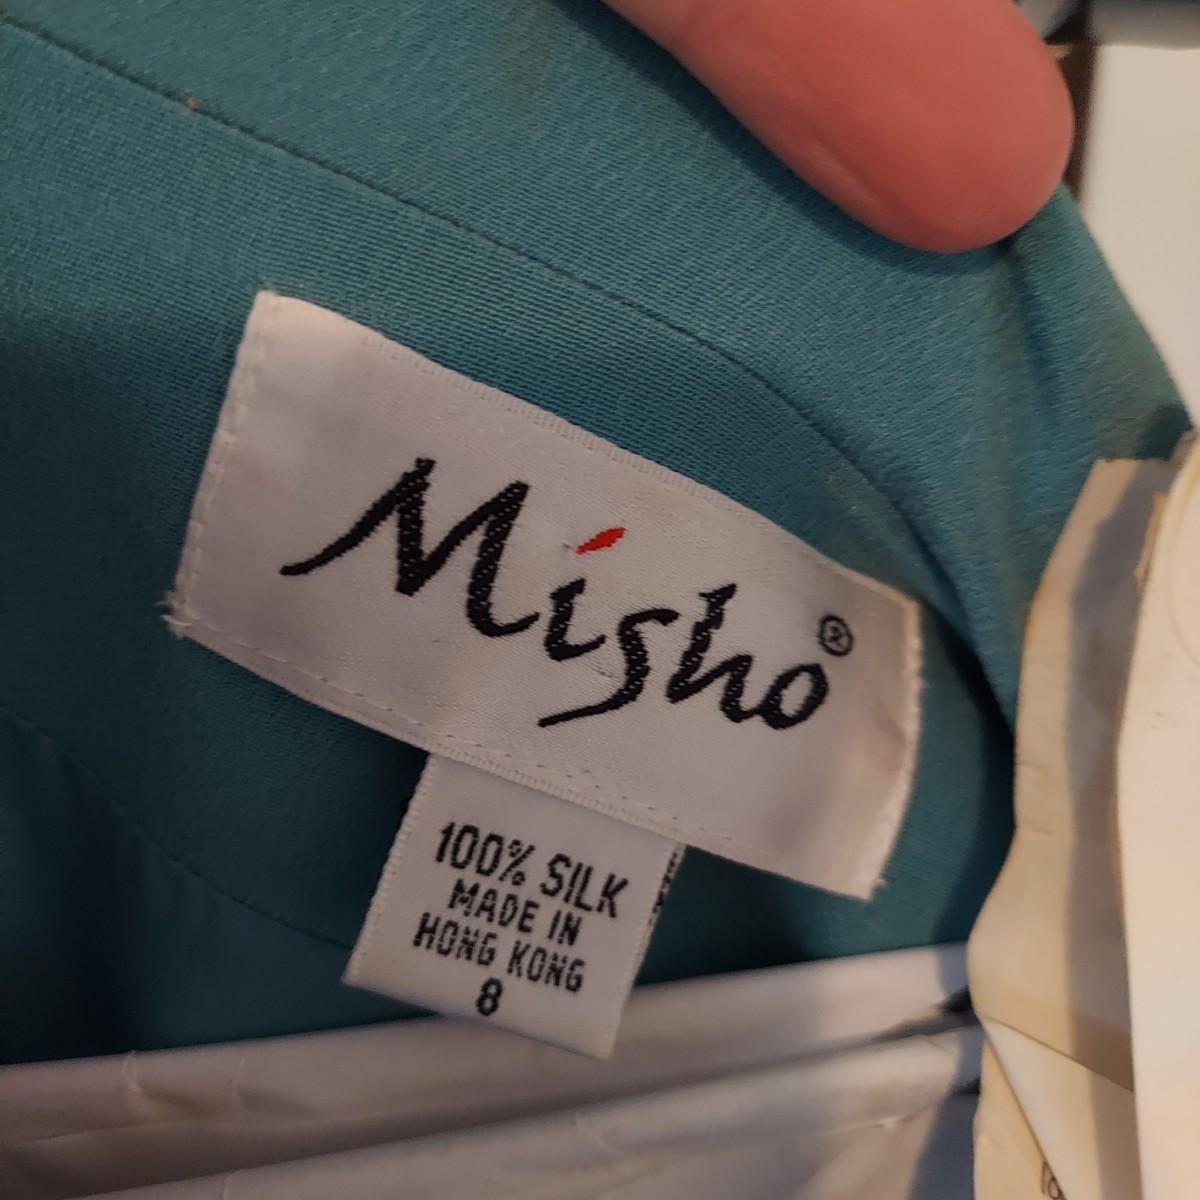 Misho®
100% SILK
MADE IN
HONG KONG
8